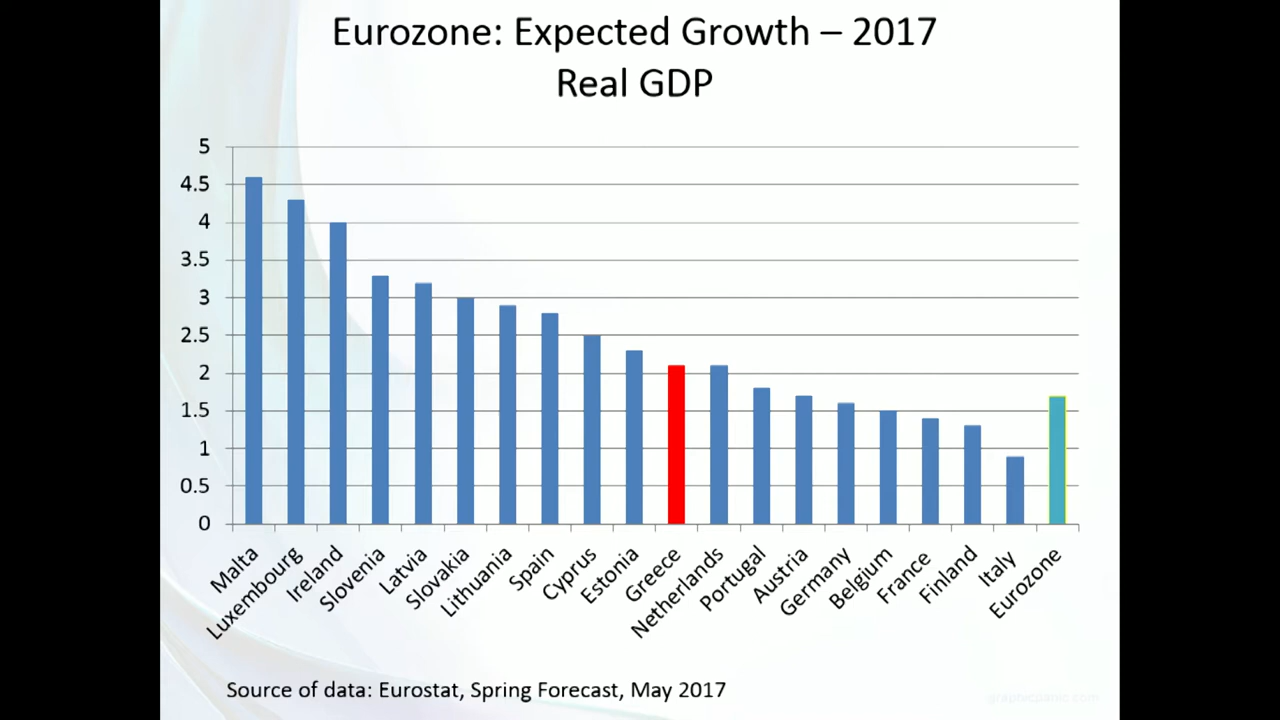 Eurozone: Expected Growth – 2017
Real GDP
5
4.5
4
3.5
3
2.5
2
1.5
1
0.5
0
Malta
Luxembourg
Ireland
Slovenia
Latvia
Slovakia
Lithuania
Spain
Cyprus
Estonia
Greece
Netherlands
Portugal
Austria
Germany
Belgium
France
Finland
Italy
Eurozone
Source of data: Eurostat, Spring Forecast, May 2017